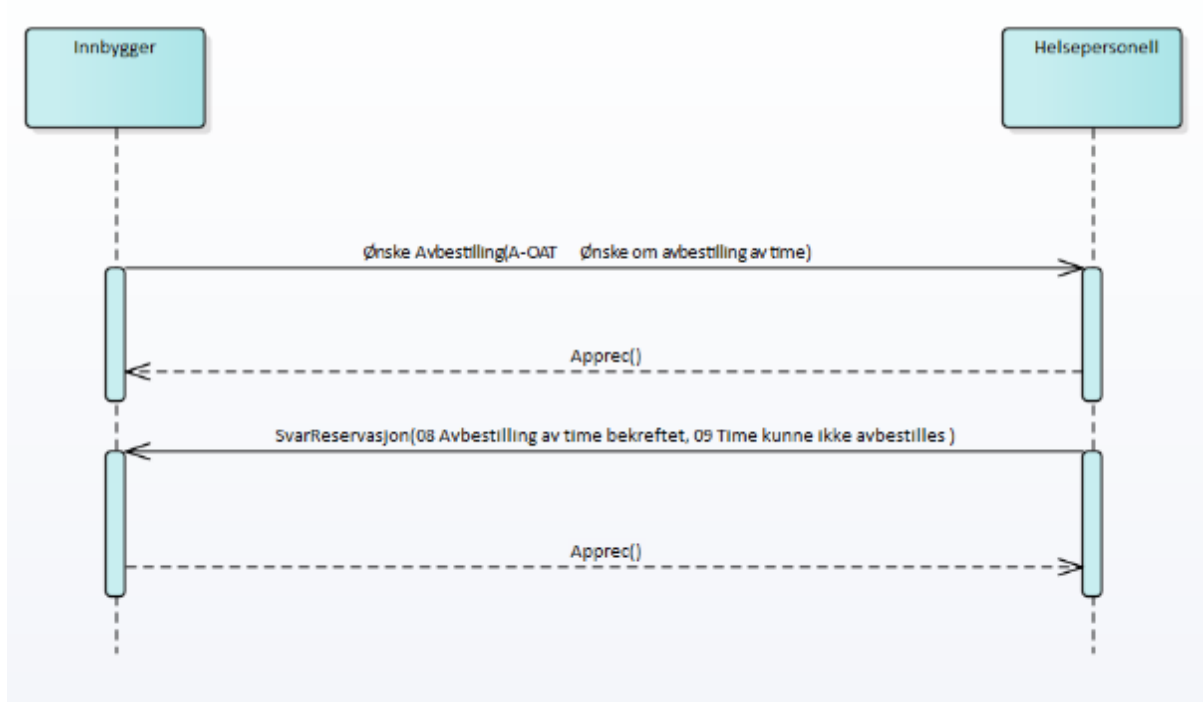 Innbygger
Helsepersonell
Ønske Avbestilling(A-OAT Ønske om avbestilling av time)
Apprec()
SvarReservasjon(08 Avbestilling av time bekreftet, 09 Time kunne ikke avbestilles )
Apprec()